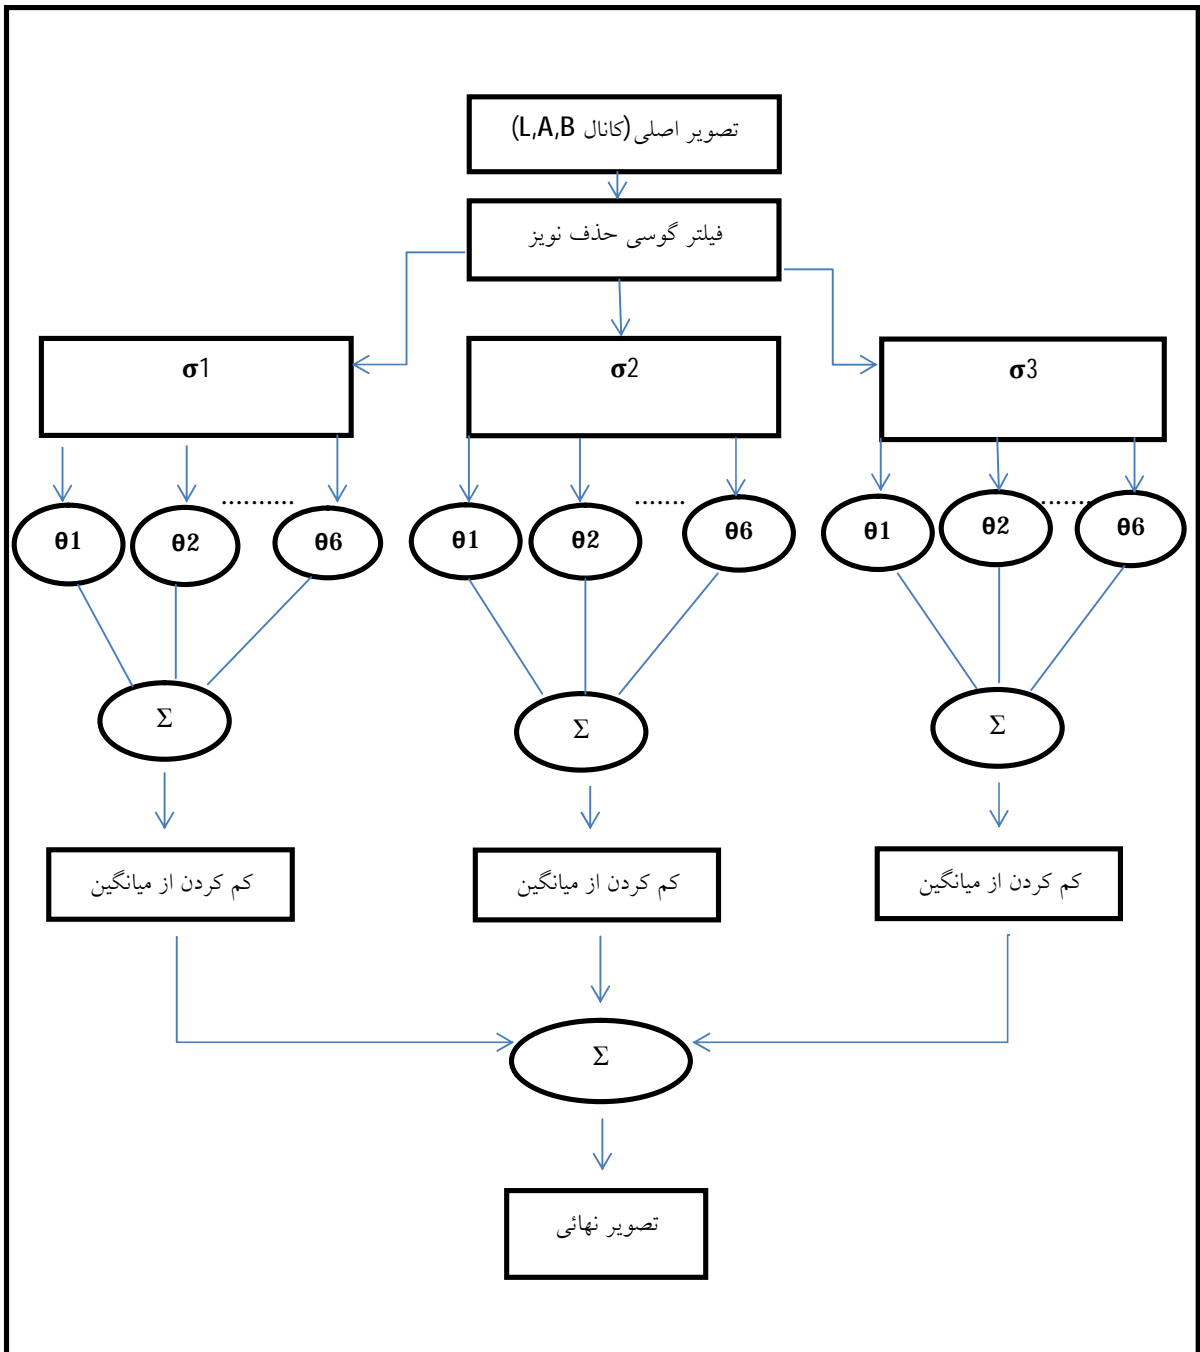 تصویر اصلی(کانال L,A,B)
فیلتر گوسی حذف نویز
σ1
σ2
σ3
..........
.......
.......
θ1
θ2
θ6
θ1
θ2
θ6
θ1
θ2
θ6
Σ
Σ
Σ
کم کردن از میانگین
کم کردن از میانگین
کم کردن از میانگین
Σ
تصویر نهائی